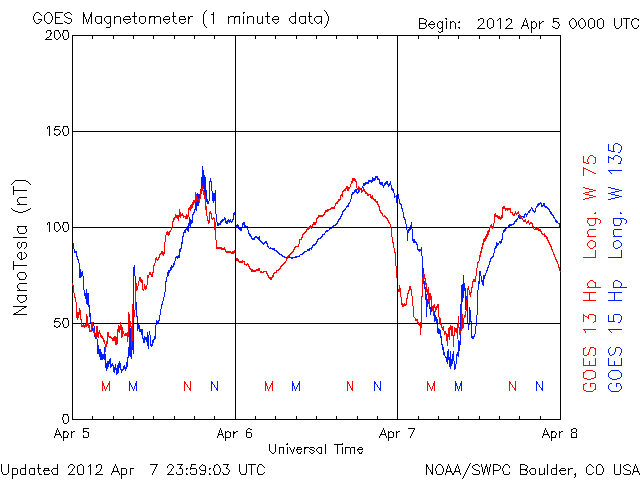 GOES Magnetometer (1 minute data)
Begin: 2012 Apr 5 0000 UTC
200
150
100
50
0
NanoTesla (nT)
M M N N M M N N M M N N
Apr 5 Apr 6 Apr 7 Apr 8
Universal Time
GOES 13 Hp Long. W 75
GOES 15 Hp Long. W 135
Updated 2012 Apr 7 23:59:03 UTC
NOAA/SWPC Boulder, CO USA